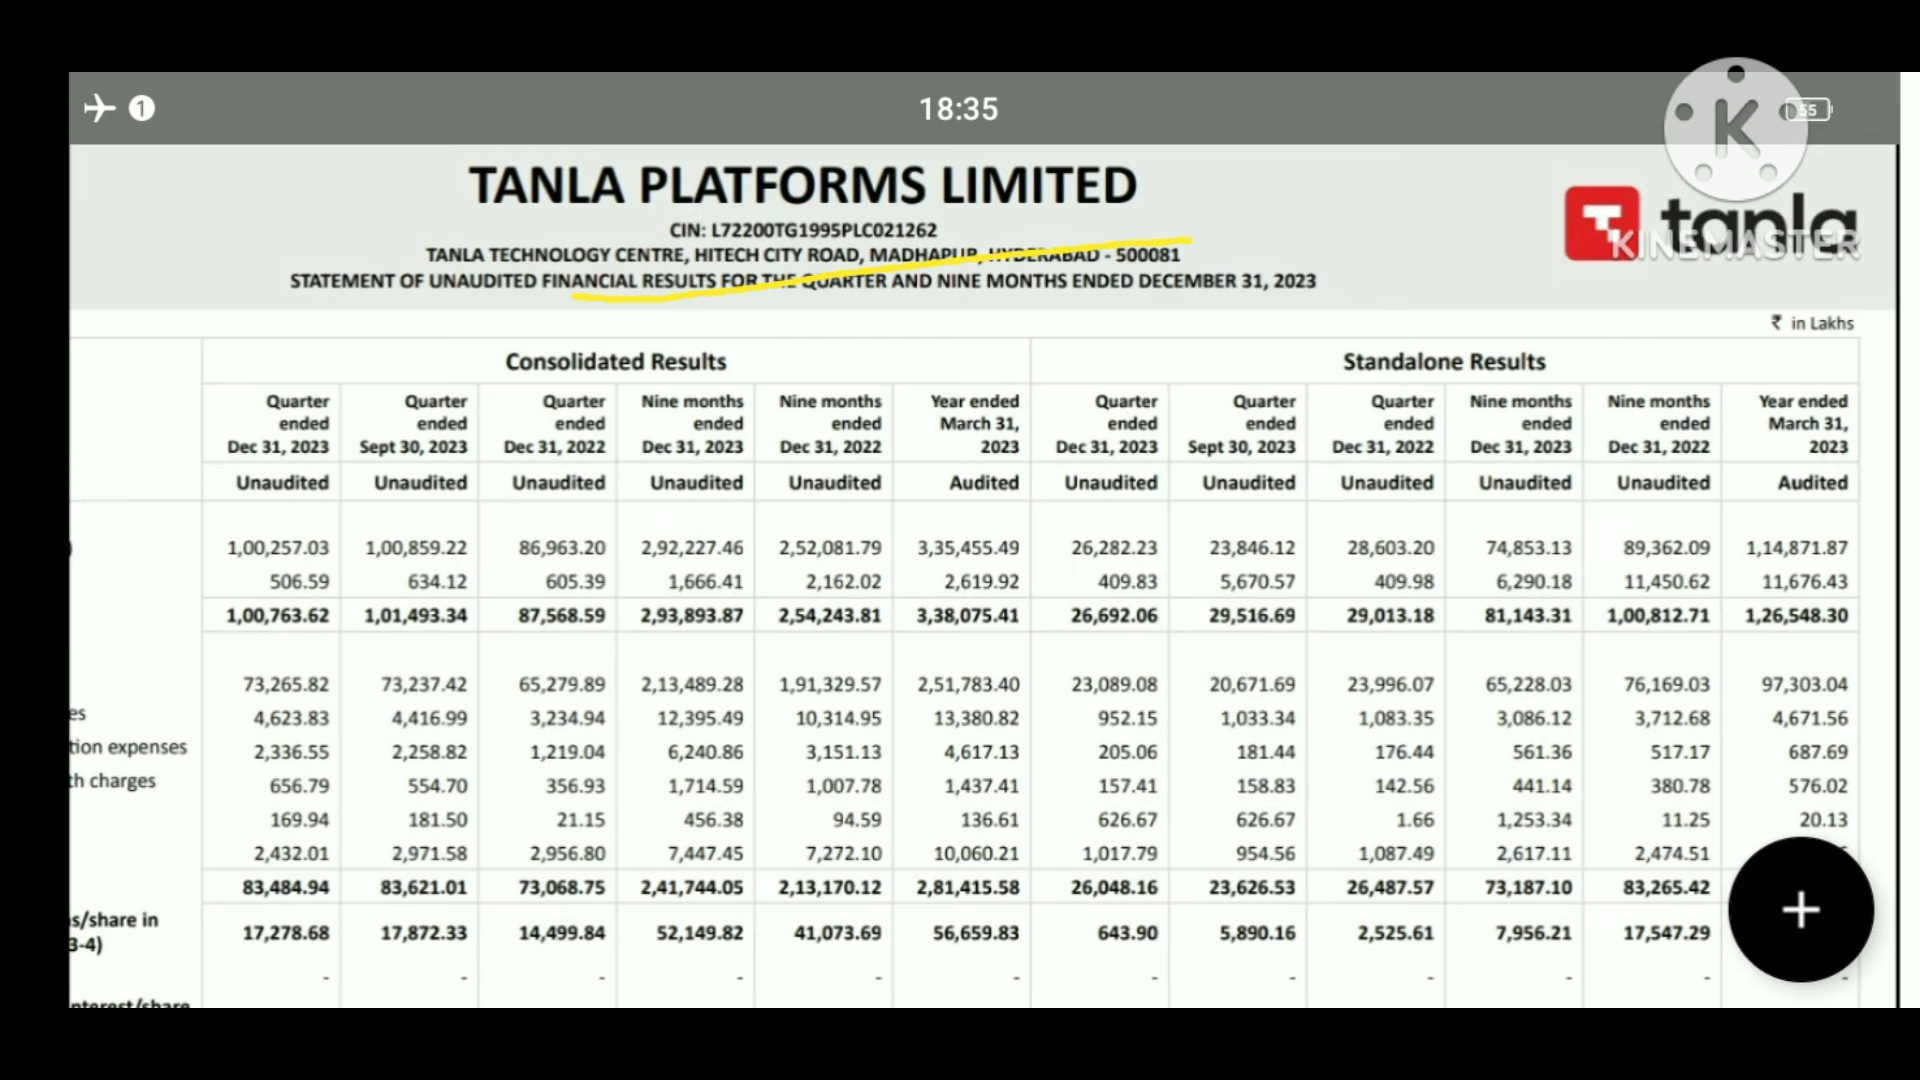 1
18:35
55
K
TANLA PLATFORMS LIMITED
tanla
KINEMASTER
CIN: L72200TG1995PLC021262
TANLA TECHNOLOGY CENTRE, HITECH CITY ROAD, MADHAPUR, HYDERABAD - 500081
STATEMENT OF UNAUDITED FINANCIAL RESULTS FOR THE QUARTER AND NINE MONTHS ENDED DECEMBER 31, 2023
₹ in Lakhs
Consolidated Results Standalone Results
Quarter Quarter Quarter Nine months Nine months Year ended Quarter Quarter Quarter Nine months Nine months Year ended
ended ended ended ended ended March 31, ended ended ended ended ended March 31,
Dec 31, 2023 Sept 30, 2023 Dec 31, 2022 Dec 31, 2023 Dec 31, 2022 2023 Dec 31, 2023 Sept 30, 2023 Dec 31, 2022 Dec 31, 2023 Dec 31, 2022 2023
Unaudited Unaudited Unaudited Unaudited Unaudited Audited Unaudited Unaudited Unaudited Unaudited Unaudited Audited
) 1,00,257.03 1,00,859.22 86,963.20 2,92,227.46 2,52,081.79 3,35,455.49 26,282.23 23,846.12 28,603.20 74,853.13 89,362.09 1,14,871.87
506.59 634.12 605.39 1,666.41 2,162.02 2,619.92 409.83 5,670.57 409.98 6,290.18 11,450.62 11,676.43
1,00,763.62 1,01,493.34 87,568.59 2,93,893.87 2,54,243.81 3,38,075.41 26,692.06 29,516.69 29,013.18 81,143.31 1,00,812.71 1,26,548.30
73,265.82 73,237.42 65,279.89 2,13,489.28 1,91,329.57 2,51,783.40 23,089.08 20,671.69 23,996.07 65,228.03 76,169.03 97,303.04
es 4,623.83 4,416.99 3,234.94 12,395.49 10,314.95 13,380.82 952.15 1,033.34 1,083.35 3,086.12 3,712.68 4,671.56
tion expenses 2,336.55 2,258.82 1,219.04 6,240.86 3,151.13 4,617.13 205.06 181.44 176.44 561.36 517.17 687.69
th charges 656.79 554.70 356.93 1,714.59 1,007.78 1,437.41 157.41 158.83 142.56 441.14 380.78 576.02
169.94 181.50 21.15 456.38 94.59 136.61 626.67 626.67 1.66 1,253.34 11.25 20.13
2,432.01 2,971.58 2,956.80 7,447.45 7,272.10 10,060.21 1,017.79 954.56 1,087.49 2,617.11 2,474.51
83,484.94 83,621.01 73,068.75 2,41,744.05 2,13,170.12 2,81,415.58 26,048.16 23,626.53 26,487.57 73,187.10 83,265.42
s/share in
3-4) 17,278.68 17,872.33 14,499.84 52,149.82 41,073.69 56,659.83 643.90 5,890.16 2,525.61 7,956.21 17,547.29
- - - - - - - - - - - -
nterest/share